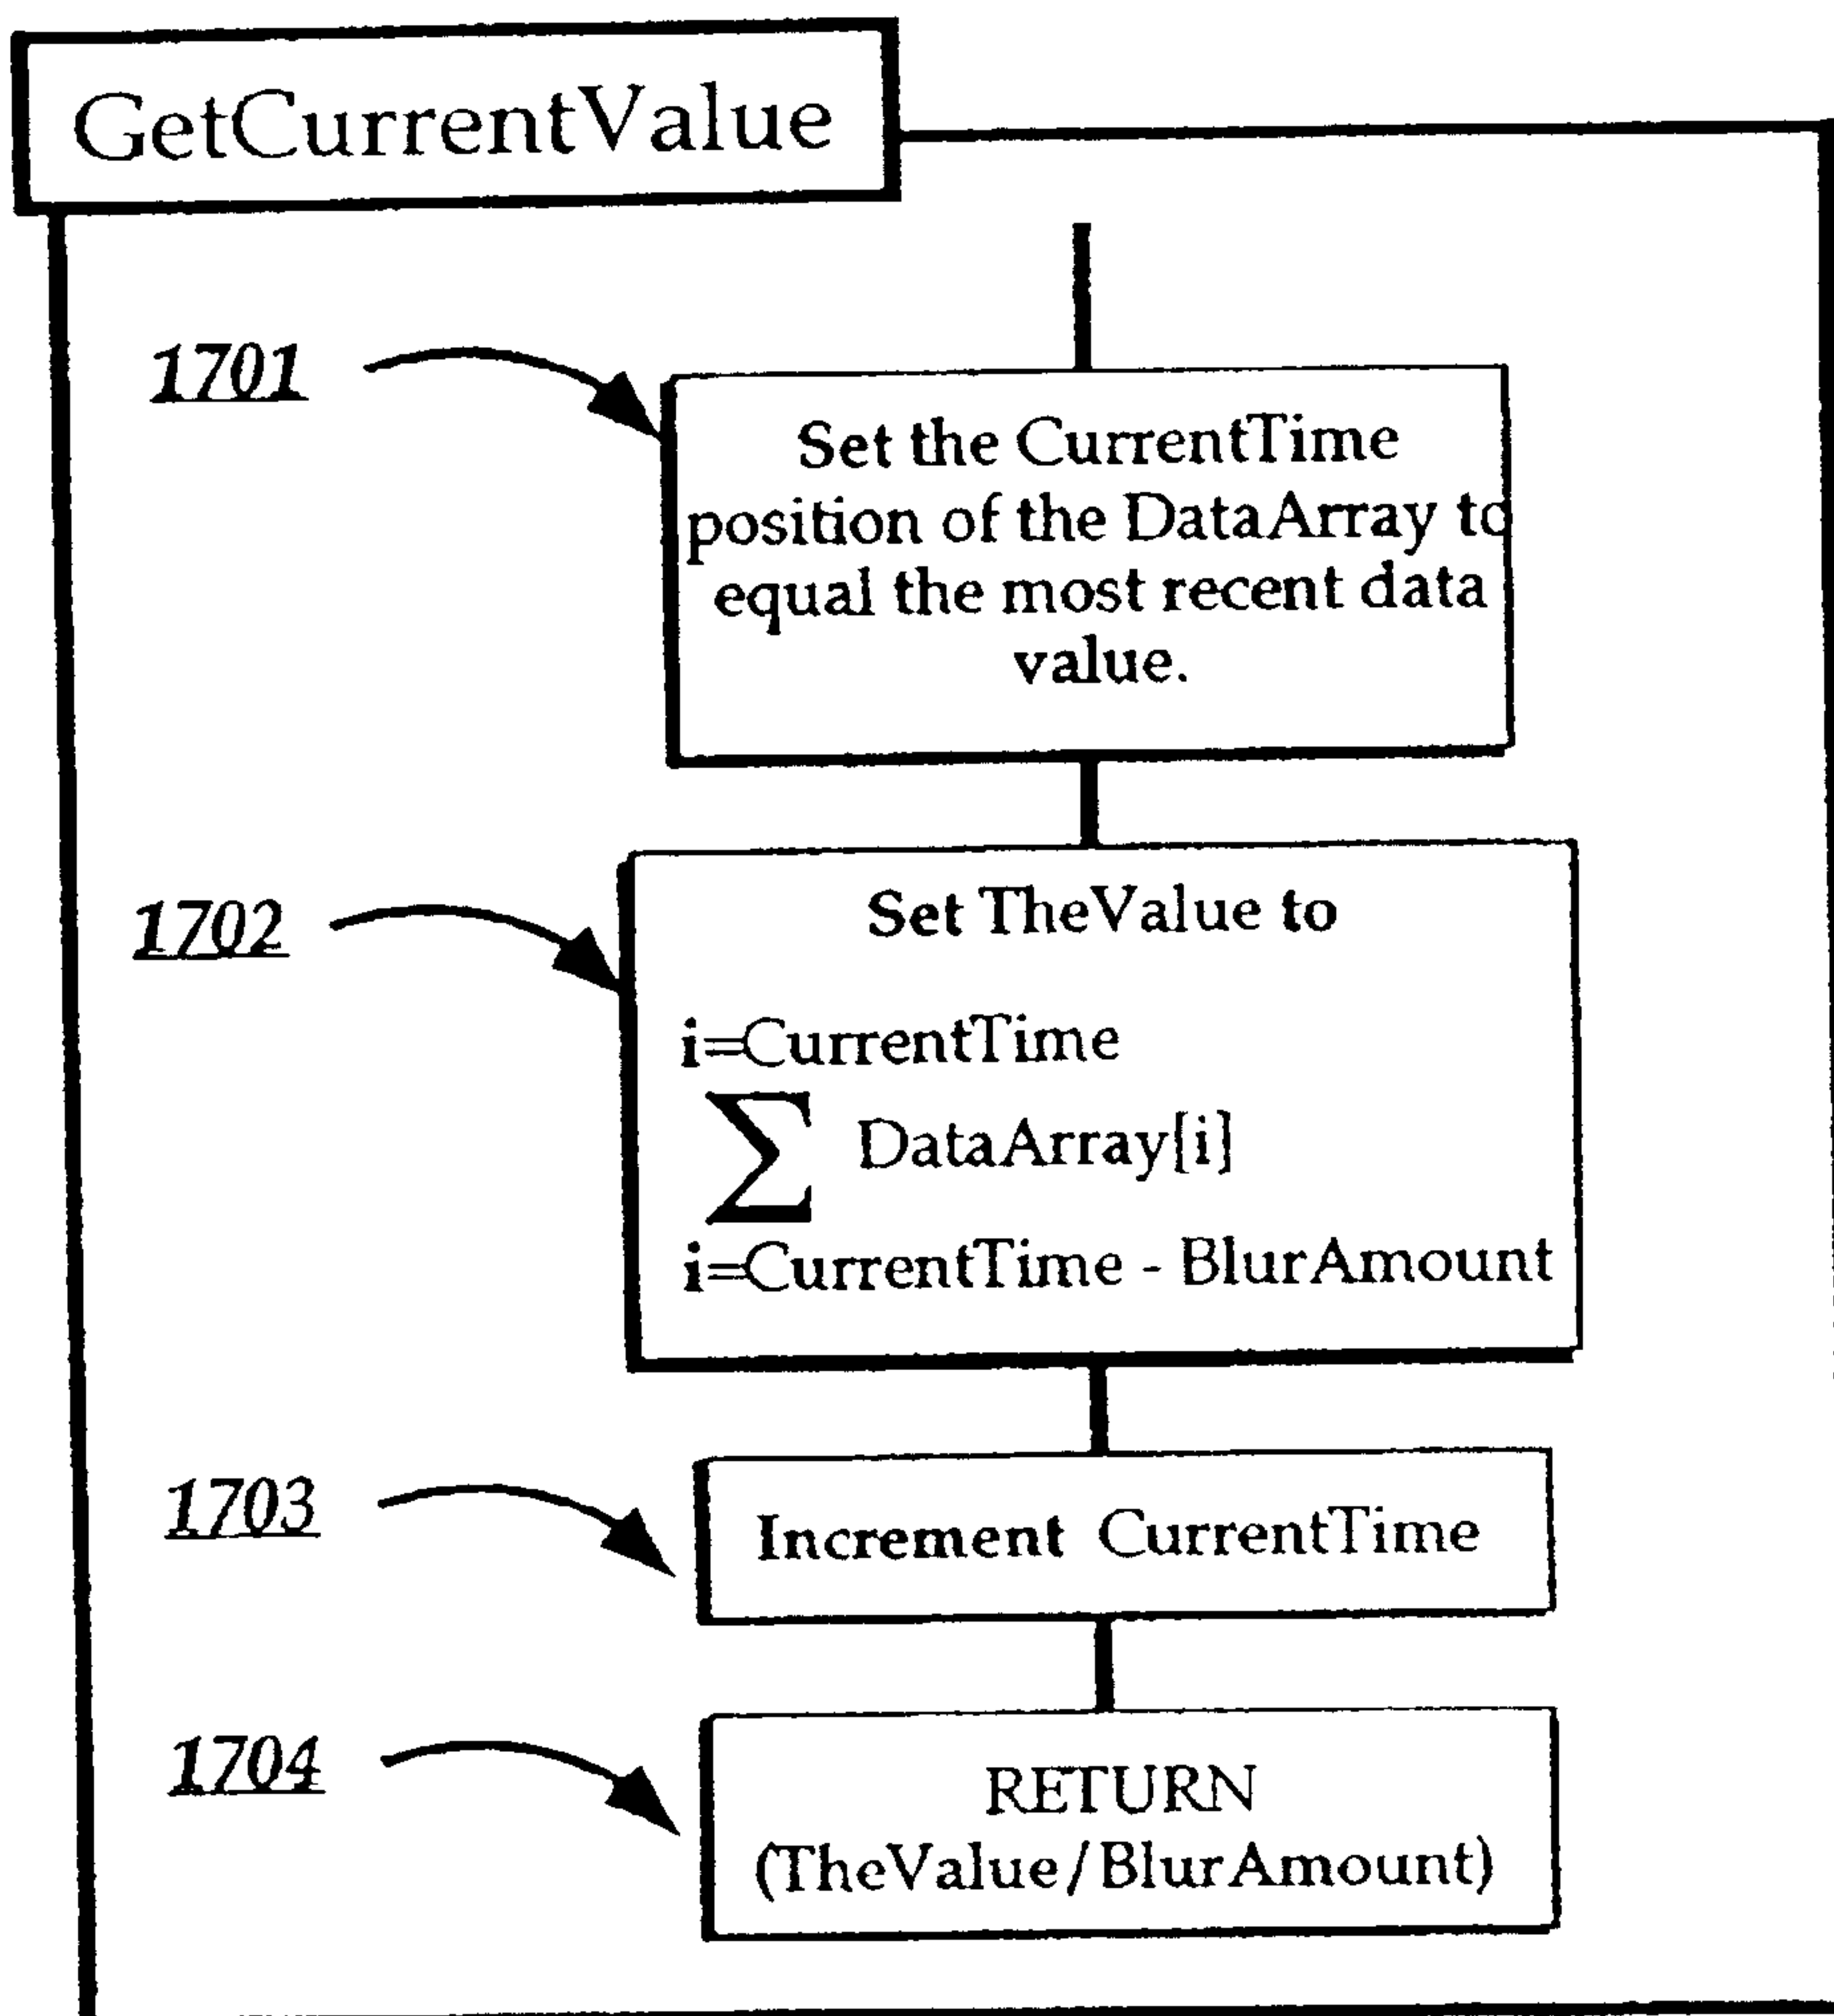 GetCurrentValue
1701
Set the CurrentTime
position of the DataArray to
equal the most recent data
value.
1702
Set TheValue to
i=CurrentTime
∑ DataArray[i]
i=CurrentTime - BlurAmount
1703
Increment CurrentTime
1704
RETURN
(TheValue/BlurAmount)